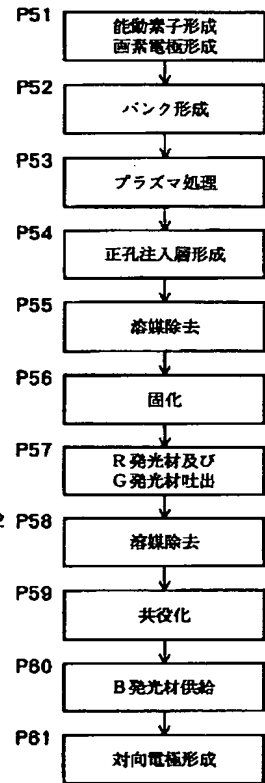 P51
能動素子形成
画素電極形成
P52
バンク形成
P53
プラズマ処理
P54
正孔注入層形成
P55
溶媒除去
P56
固化
P57
R発光材及び
G発光材吐出
P58
溶媒除去
P59
共役化
P60
B発光材供給
P61
対向電極形成